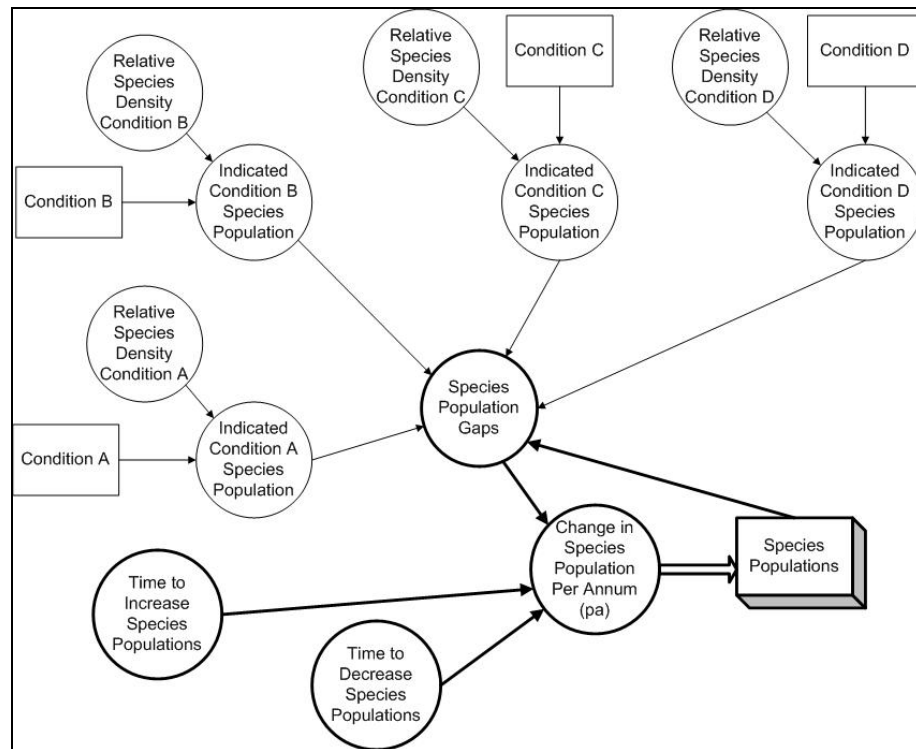 Relative
Species
Density
Condition B
Relative
Species
Density
Condition C
Condition C
Relative
Species
Density
Condition D
Condition D
Condition B
Indicated
Condition B
Species
Population
Indicated
Condition C
Species
Population
Indicated
Condition D
Species
Population
Relative
Species
Density
Condition A
Species
Population
Gaps
Condition A
Indicated
Condition A
Species
Population
Change in
Species
Population
Per Annum
(pa)
Species
Populations
Time to
Increase
Species
Populations
Time to
Decrease
Species
Populations